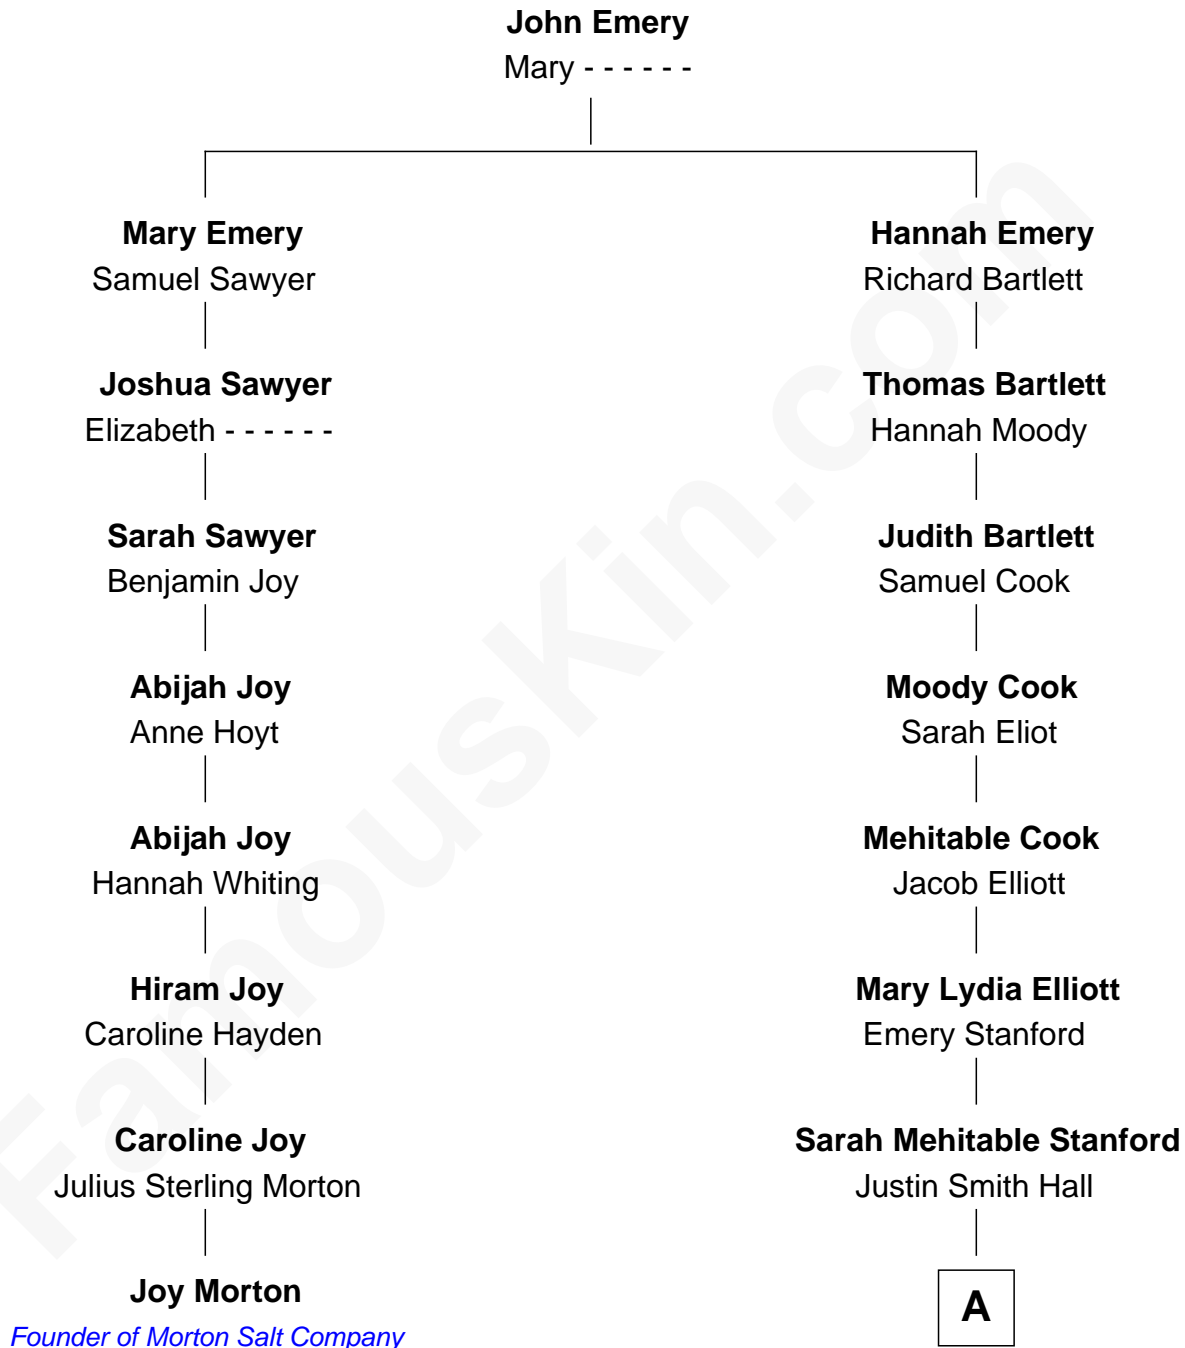 John Emery
Mary - - - - - -
Mary Emery
Samuel Sawyer
Hannah Emery
Richard Bartlett
Joshua Sawyer
Elizabeth - - - - - -
Thomas Bartlett
Hannah Moody
Sarah Sawyer
Benjamin Joy
Judith Bartlett
Samuel Cook
Abijah Joy
Anne Hoyt
Moody Cook
Sarah Eliot
Abijah Joy
Hannah Whiting
Mehitable Cook
Jacob Elliott
Hiram Joy
Caroline Hayden
Mary Lydia Elliott
Emery Stanford
Caroline Joy
Julius Sterling Morton
Sarah Mehitable Stanford
Justin Smith Hall
Joy Morton
Founder of Morton Salt Company
A
FamousKin.com